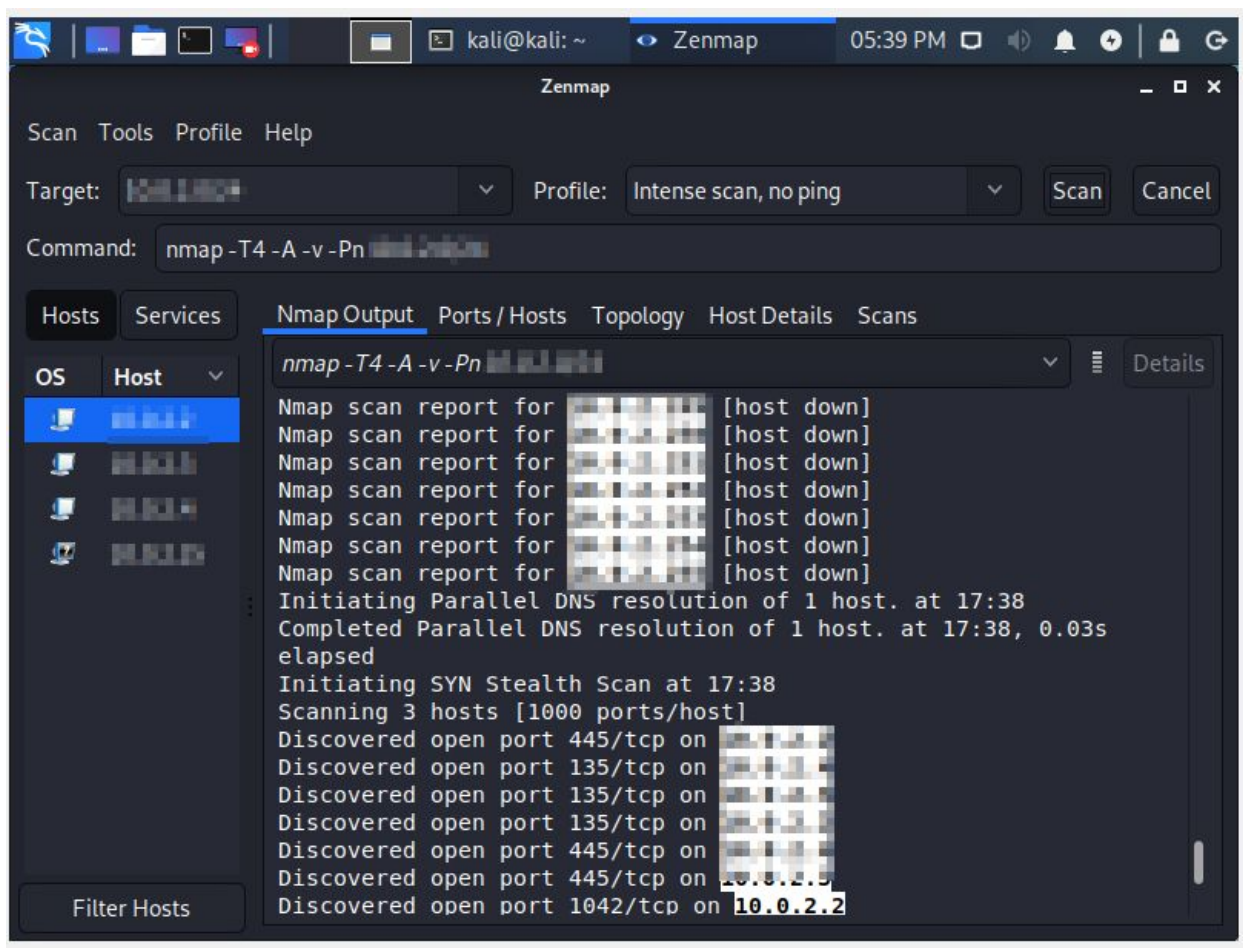 kali@kali: ~ Zenmap 05:39 PM
Zenmap
Scan Tools Profile Help
Target: Profile: Intense scan, no ping Scan Cancel
Command: nmap -T4 -A -v -Pn
Hosts Services Nmap Output Ports / Hosts Topology Host Details Scans
OS Host nmap -T4 -A -v -Pn Details
Nmap scan report for [host down]
Nmap scan report for [host down]
Nmap scan report for [host down]
Nmap scan report for [host down]
Nmap scan report for [host down]
Nmap scan report for [host down]
Nmap scan report for [host down]
Initiating Parallel DNS resolution of 1 host. at 17:38
Completed Parallel DNS resolution of 1 host. at 17:38, 0.03s
elapsed
Initiating SYN Stealth Scan at 17:38
Scanning 3 hosts [1000 ports/host]
Discovered open port 445/tcp on
Discovered open port 135/tcp on
Discovered open port 135/tcp on
Discovered open port 135/tcp on
Discovered open port 445/tcp on
Discovered open port 445/tcp on
Discovered open port 1042/tcp on 10.0.2.2
Filter Hosts